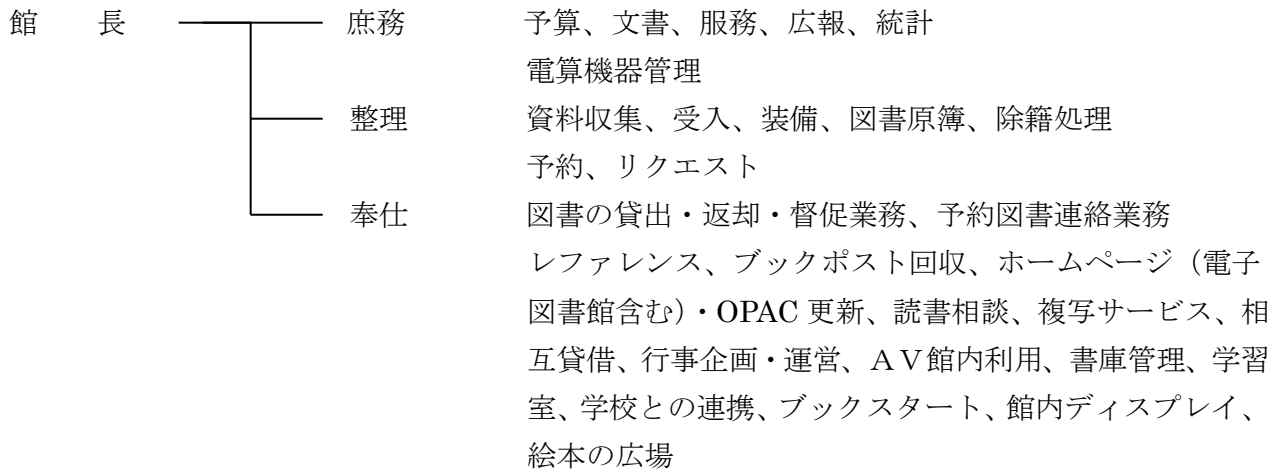 館　長　庶務　予算、文書、服務、広報、統計
電算機器管理
整理　資料収集、受入、装備、図書原簿、除籍処理
予約、リクエスト
奉仕　図書の貸出・返却・督促業務、予約図書連絡業務
レファレンス、ブックポスト回収、ホームページ（電子
図書館含む）・OPAC 更新、読書相談、複写サービス、相
互貸借、行事企画・運営、ＡＶ館内利用、書庫管理、学習
室、学校との連携、ブックスタート、館内ディスプレイ、
絵本の広場